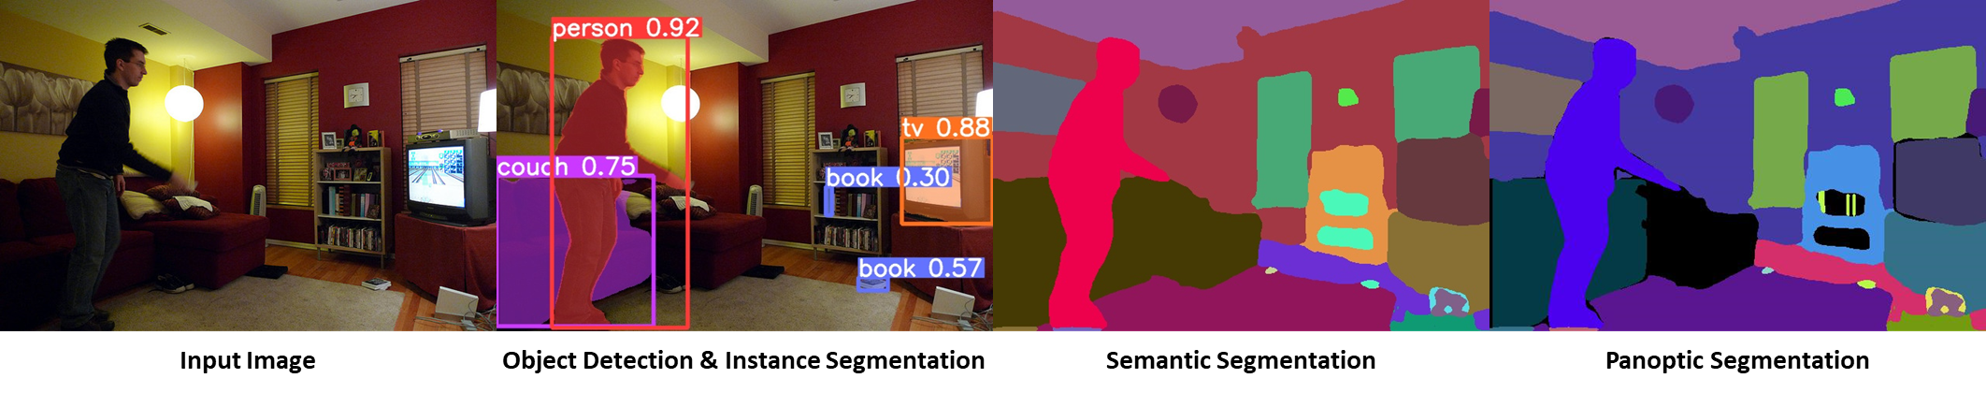 person 0.92
tv 0.88
couch 0.75
book 0.30
book 0.57
Input Image
Object Detection & Instance Segmentation
Semantic Segmentation
Panoptic Segmentation